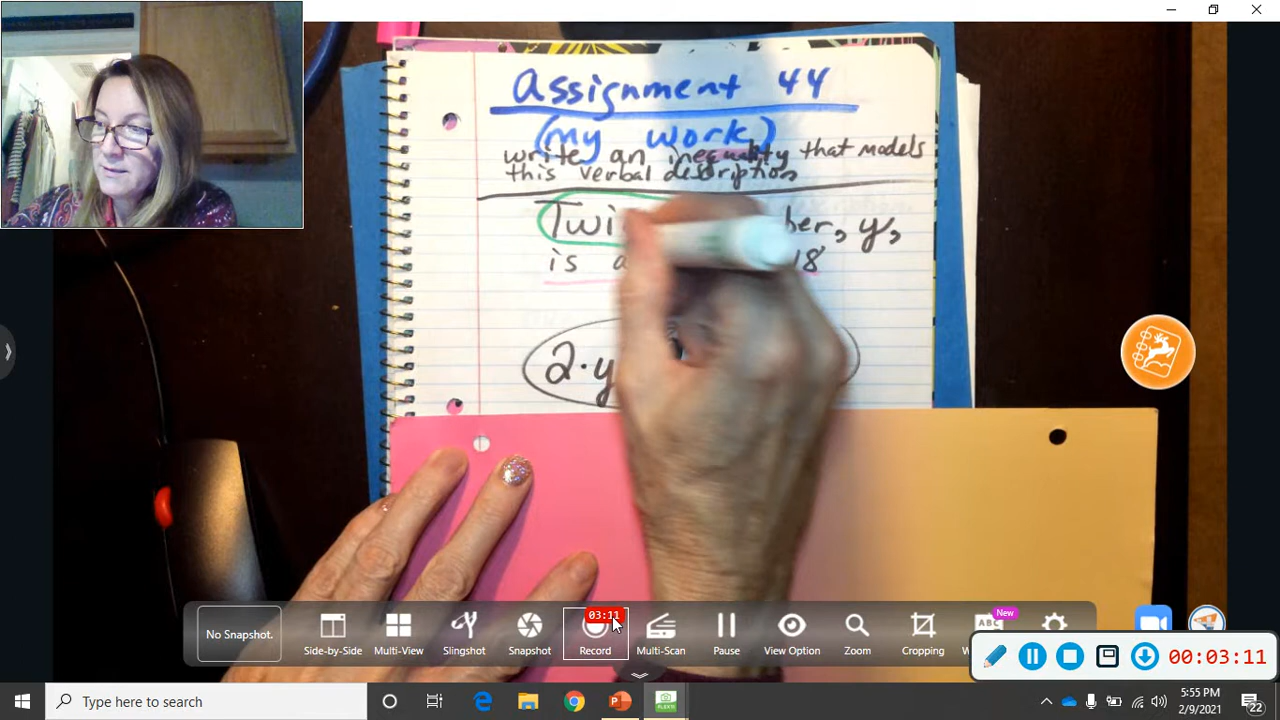 Assignment 44
(my work)
write an inequality that models
this verbal description
Twi ber, y,
is a 18
2·y
No Snapshot.
Side-by-Side
Multi-View
Slingshot
Snapshot
03:11
Record
Multi-Scan
Pause
View Option
Zoom
Cropping
New
ABC
W
00:03:11
Type here to search
5:55 PM
2/9/2021
22